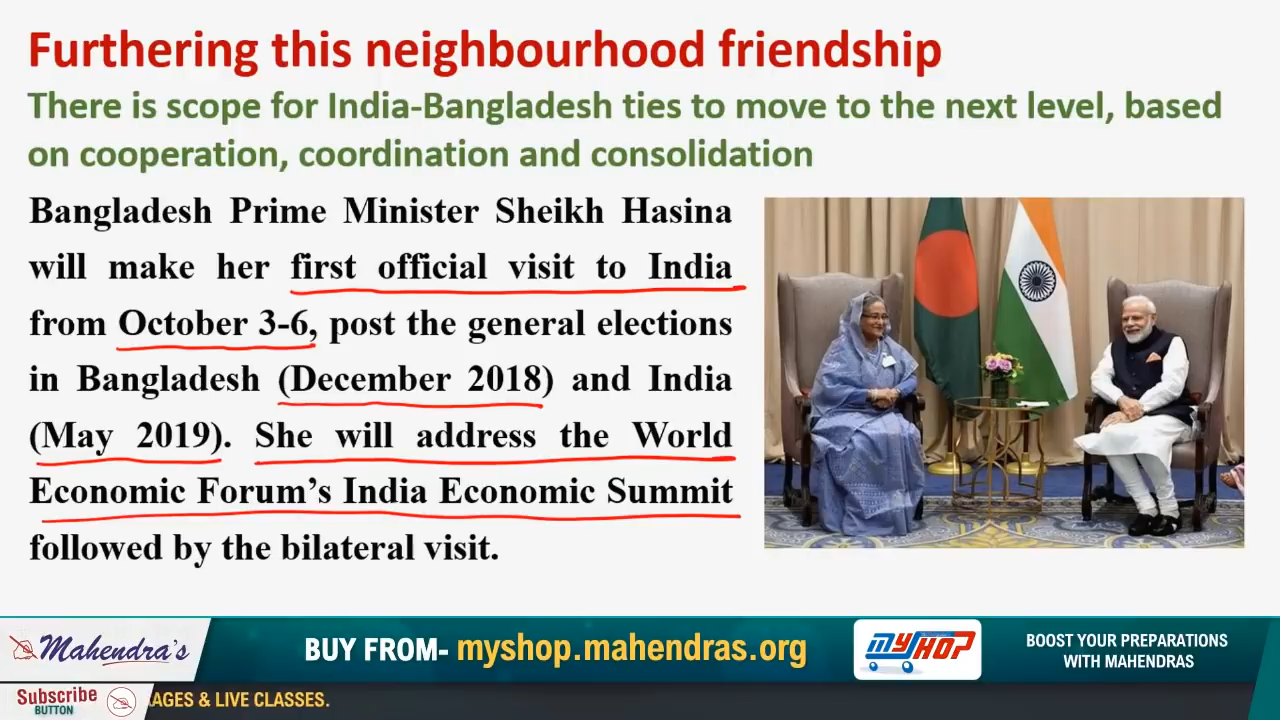 Furthering this neighbourhood friendship
There is scope for India-Bangladesh ties to move to the next level, based
on cooperation, coordination and consolidation
Bangladesh Prime Minister Sheikh Hasina
will make her first official visit to India
from October 3-6, post the general elections
in Bangladesh (December 2018) and India
(May 2019). She will address the World
Economic Forum's India Economic Summit
followed by the bilateral visit.
Mahendra's
BUY FROM- myshop.mahendras.org
MYSHOP
BOOST YOUR PREPARATIONS
WITH MAHENDRAS
Subscribe
BUTTON
& LIVE CLASSES.